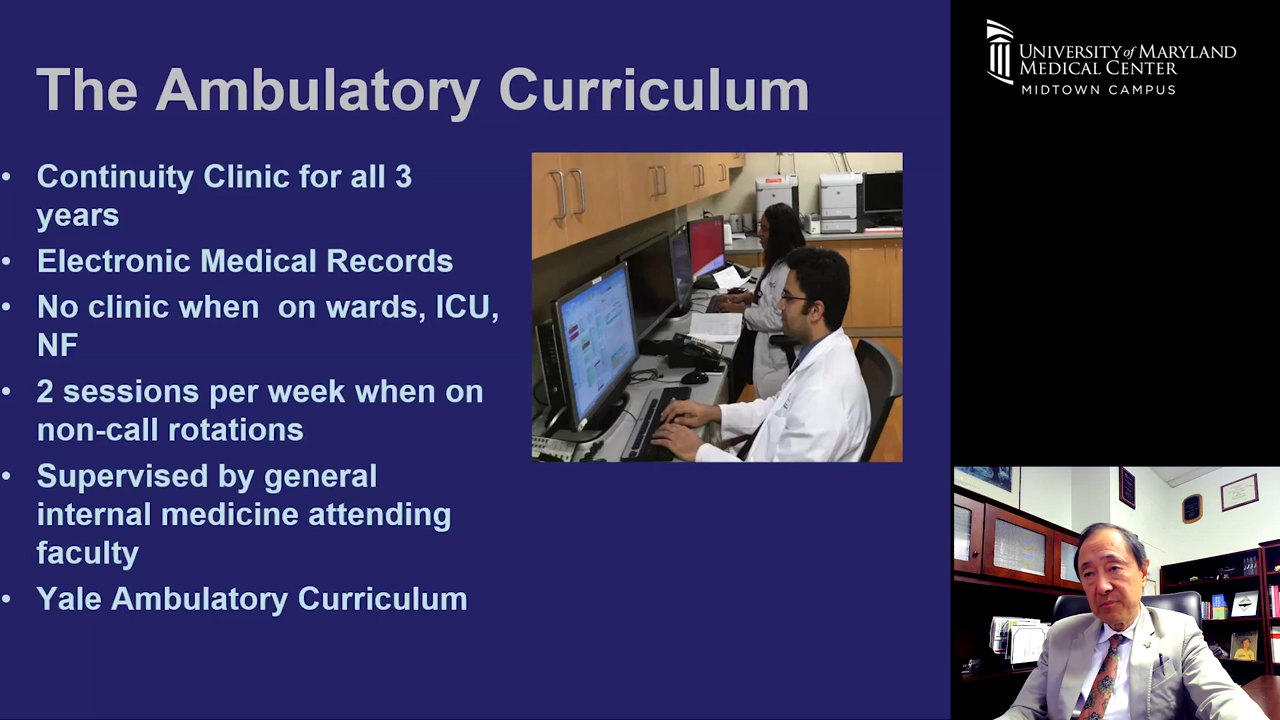 The Ambulatory Curriculum
• Continuity Clinic for all 3
years
• Electronic Medical Records
• No clinic when  on wards, ICU,
NF
• 2 sessions per week when on
non-call rotations
• Supervised by general
internal medicine attending
faculty
• Yale Ambulatory Curriculum
UNIVERSITY of MARYLAND
MEDICAL CENTER
MIDTOWN CAMPUS